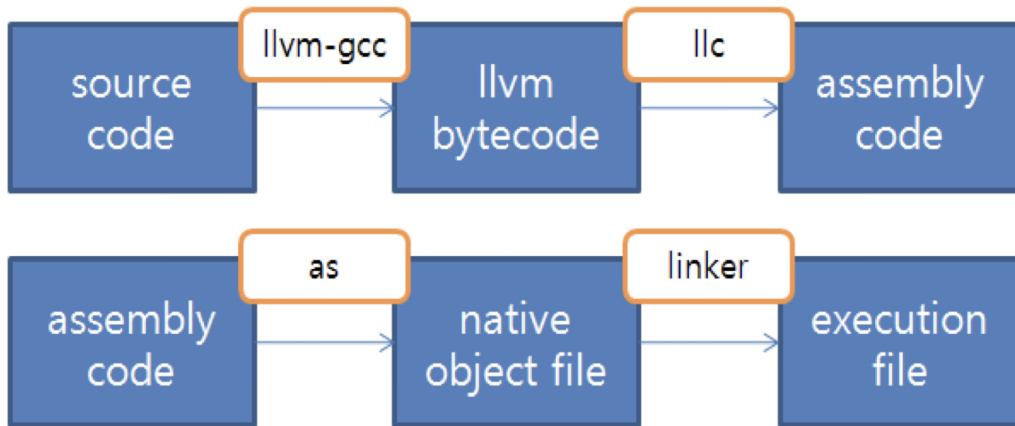 llvm-gcc
llc
source
code
llvm
bytecode
assembly
code
as
linker
assembly
code
native
object file
execution
file